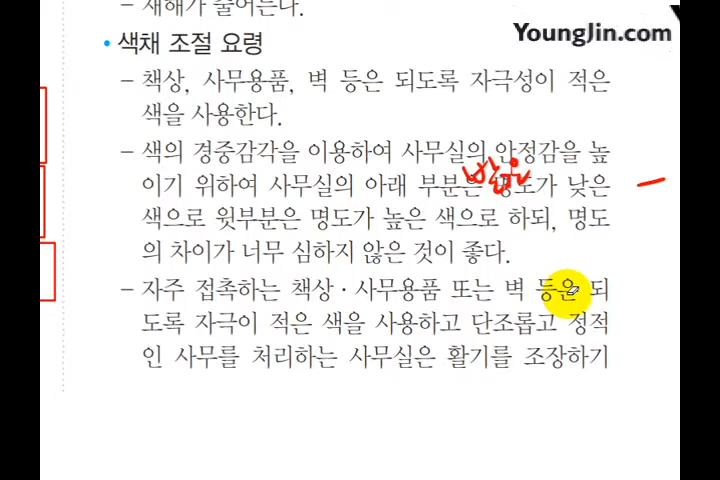 재해가 줄어든다.
YoungJin.com
• 색채 조절 요령
– 책상, 사무용품, 벽 등은 되도록 자극성이 적은
색을 사용한다.
– 색의 경중감각을 이용하여 사무실의 안정감을 높
밝음
이기 위하여 사무실의 아래 부분은 명도가 낮은
색으로 윗부분은 명도가 높은 색으로 하되, 명도
의 차이가 너무 심하지 않은 것이 좋다.
– 자주 접촉하는 책상 · 사무용품 또는 벽 등은 되
도록 자극이 적은 색을 사용하고 단조롭고 정적
인 사무를 처리하는 사무실은 활기를 조장하기